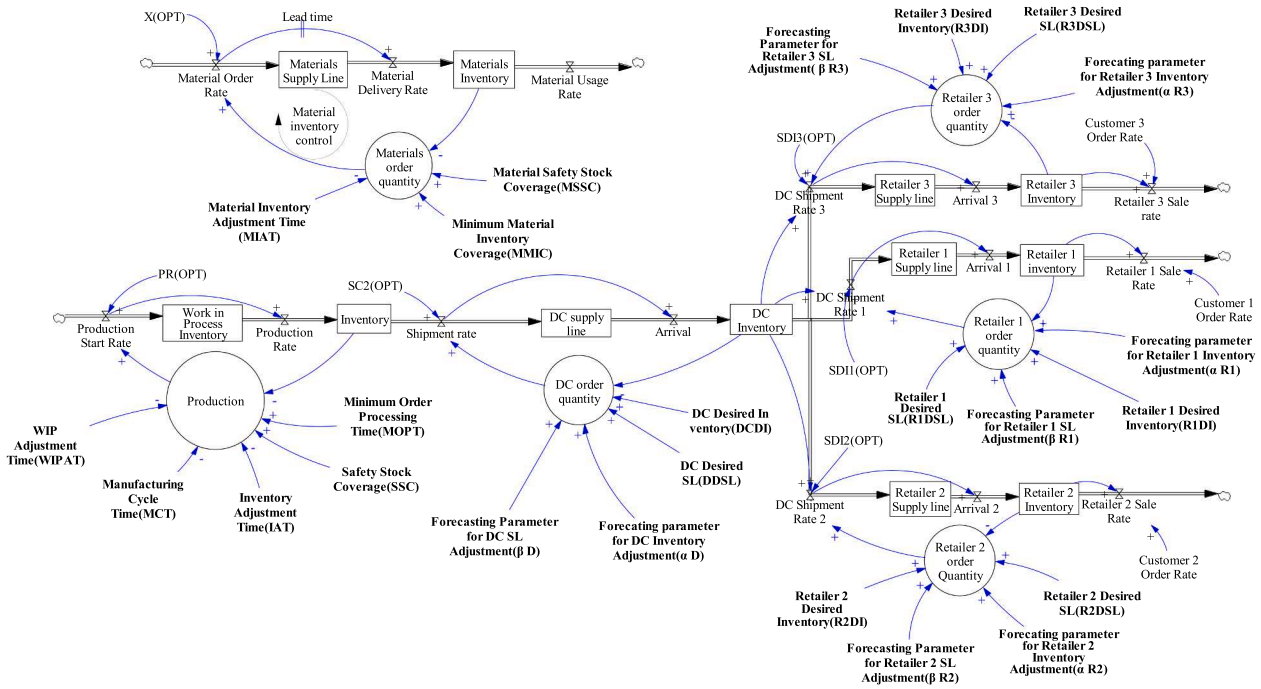 X(OPT)
Lead time
Material Order
Rate
Materials
Supply Line
Material
Delivery Rate
Materials
Inventory
Material Usage
Rate
Material
inventory
control
Materials
order
quantity
Material Safety Stock
Coverage(MSSC)
Material Inventory
Adjustment Time
(MIAT)
Minimum Material
Inventory
Coverage(MMIC)
PR(OPT)
Production
Start Rate
Work in
Process
Inventory
Production
Rate
Inventory
SC2(OPT)
Shipment rate
DC supply
line
Arrival
DC
Inventory
Production
WIP
Adjustment
Time(WIPAT)
Manufacturing
Cycle
Time(MCT)
Inventory
Adjustment
Time(IAT)
Safety Stock
Coverage(SSC)
Minimum Order
Processing
Time(MOPT)
DC order
quantity
DC Desired In
ventory(DCDI)
DC Desired
SL(DDSL)
Forecasting Parameter
for DC SL
Adjustment(β D)
Forecating parameter
for DC Inventory
Adjustment(α D)
Retailer 3 Desired
Inventory(R3DI)
Retailer 3 Desired
SL(R3DSL)
Forecasting
Parameter for
Retailer 3 SL
Adjustment( β R3)
Forecating parameter
for Retailer 3 Inventory
Adjustment(α R3)
Retailer 3
order
quantity
Customer 3
Order Rate
SDI3(OPT)
DC Shipment
Rate 3
Retailer 3
Supply line
Arrival 3
Retailer 3
Inventory
Retailer 3 Sale
rate
Retailer 1
Supply line
Arrival 1
Retailer 1
inventory
Retailer 1 Sale
Rate
DC Shipment
Rate 1
Customer 1
Order Rate
Retailer 1
order
quantity
SDI1(OPT)
Forecating parameter
for Retailer 1 Inventory
Adjustment(α R1)
Retailer 1
Desired
SL(R1DSL)
Forecasting Parameter
for Retailer 1 SL
Adjustment(β R1)
Retailer 1 Desired
Inventory(R1DI)
SDI2(OPT)
DC Shipment
Rate 2
Retailer 2
Supply line
Arrival 2
Retailer 2
Inventory
Retailer 2 Sale
Rate
Customer 2
Order Rate
Retailer 2
order
Quantity
Retailer 2
Desired
Inventory(R2DI)
Retailer 2 Desired
SL(R2DSL)
Forecasting Parameter
for Retailer 2 SL
Adjustment(β R2)
Forecating parameter
for Retailer 2
Inventory
Adjustment(α R2)